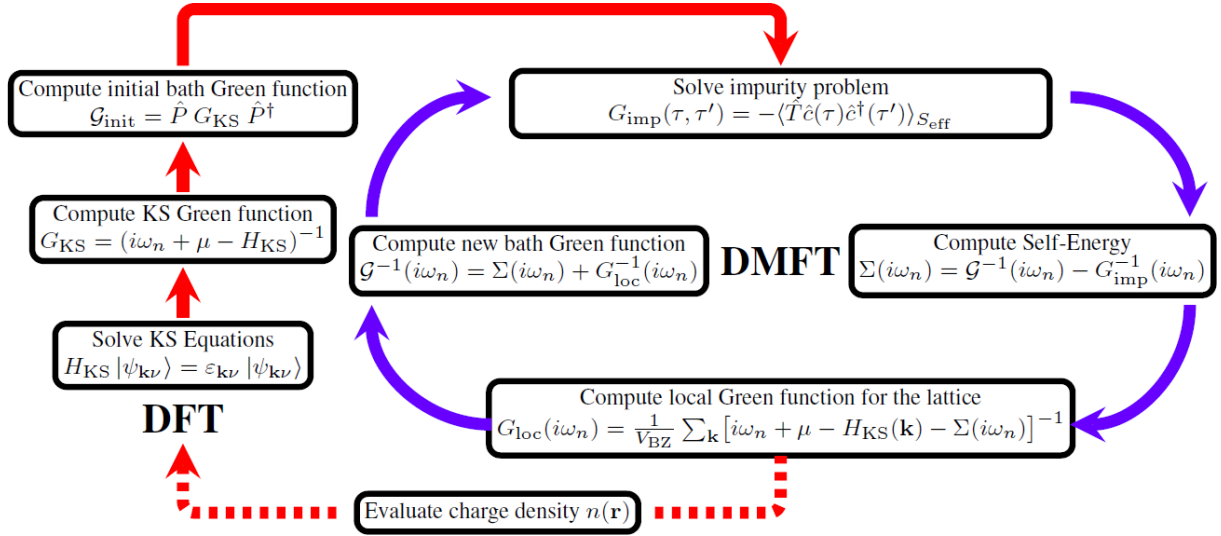 Compute initial bath Green function
𝒢_init = P̂ G_KS P̂†
Solve impurity problem
G_imp(τ, τ′) = −⟨T̂ĉ(τ)ĉ†(τ′)⟩_S_eff
Compute KS Green function
G_KS = (iω_n + μ − H_KS)⁻¹
Compute new bath Green function
𝒢⁻¹(iω_n) = Σ(iω_n) + G_loc⁻¹(iω_n)
DMFT
Compute Self-Energy
Σ(iω_n) = 𝒢⁻¹(iω_n) − G_imp⁻¹(iω_n)
Solve KS Equations
H_KS |ψ_kν⟩ = ε_kν |ψ_kν⟩
DFT
Compute local Green function for the lattice
G_loc(iω_n) = 1/V_BZ ∑_k [iω_n + μ − H_KS(k) − Σ(iω_n)]⁻¹
Evaluate charge density n(r)